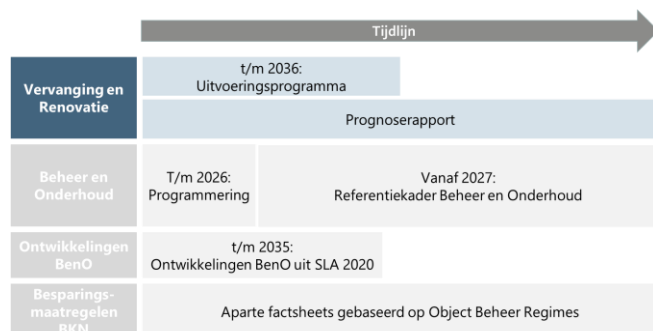 Tijdlijn
Vervanging en
Renovatie
t/m 2036:
Uitvoeringsprogramma
Prognoserapport
Beheer en
Onderhoud
T/m 2026:
Programmering
Vanaf 2027:
Referentiekader Beheer en Onderhoud
Ontwikkelingen
BenO
t/m 2035:
Ontwikkelingen BenO uit SLA 2020
Besparings-
maatregelen
BKN
Aparte factsheets gebaseerd op Object Beheer Regimes